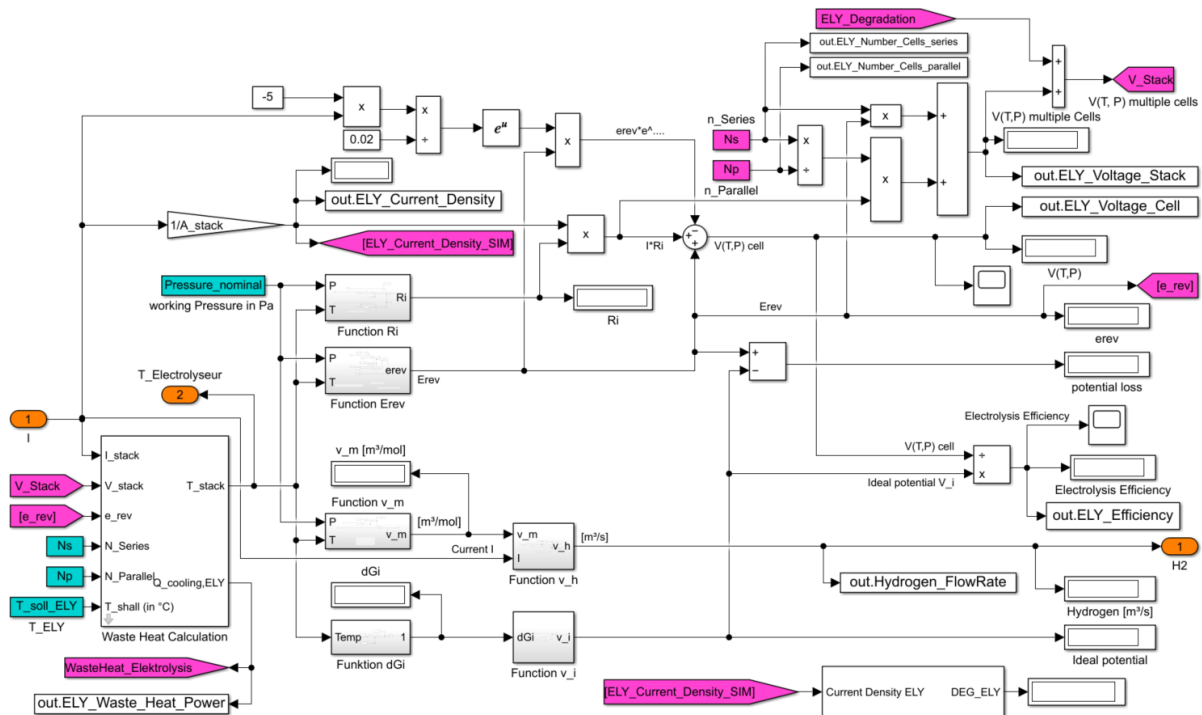 ELY_Degradation
out.ELY_Number_Cells_series
out.ELY_Number_Cells_parallel
+
+
V_Stack
V(T, P) multiple cells
V(T,P) multiple Cells
-5
x
x
÷
0.02
e^u
x
erev*e^....
n_Series
Ns
Np
n_Parallel
x
÷
x
x
+
+
out.ELY_Voltage_Stack
out.ELY_Voltage_Cell
out.ELY_Current_Density
1/A_stack
[ELY_Current_Density_SIM]
x
I*Ri
−
+
+
V(T,P) cell
V(T,P)
Pressure_nominal
working Pressure in Pa
P
T
Ri
Function Ri
Ri
Erev
[e_rev]
erev
P
T
erev
Function Erev
Erev
+
−
potential loss
T_Electrolyseur
2
1
I
I_stack
V_Stack
V_stack
[e_rev]
e_rev
Ns
N_Series
Np
N_Parallel
T_soll_ELY
T_shall (in °C)
T_ELY
T_stack
Q_cooling,ELY
Waste Heat Calculation
WasteHeat_Elektrolysis
out.ELY_Waste_Heat_Power
v_m [m³/mol]
Function v_m
P
T
v_m
[m³/mol]
Current I
v_m
I
v_h
Function v_h
[m³/s]
dGi
Temp
1
Funktion dGi
dGi
v_i
Function v_i
V(T,P) cell
Ideal potential V_i
÷
x
Electrolysis Efficiency
Electrolysis Efficiency
out.ELY_Efficiency
1
H2
out.Hydrogen_FlowRate
Hydrogen [m³/s]
Ideal potential
[ELY_Current_Density_SIM]
Current Density ELY
DEG_ELY